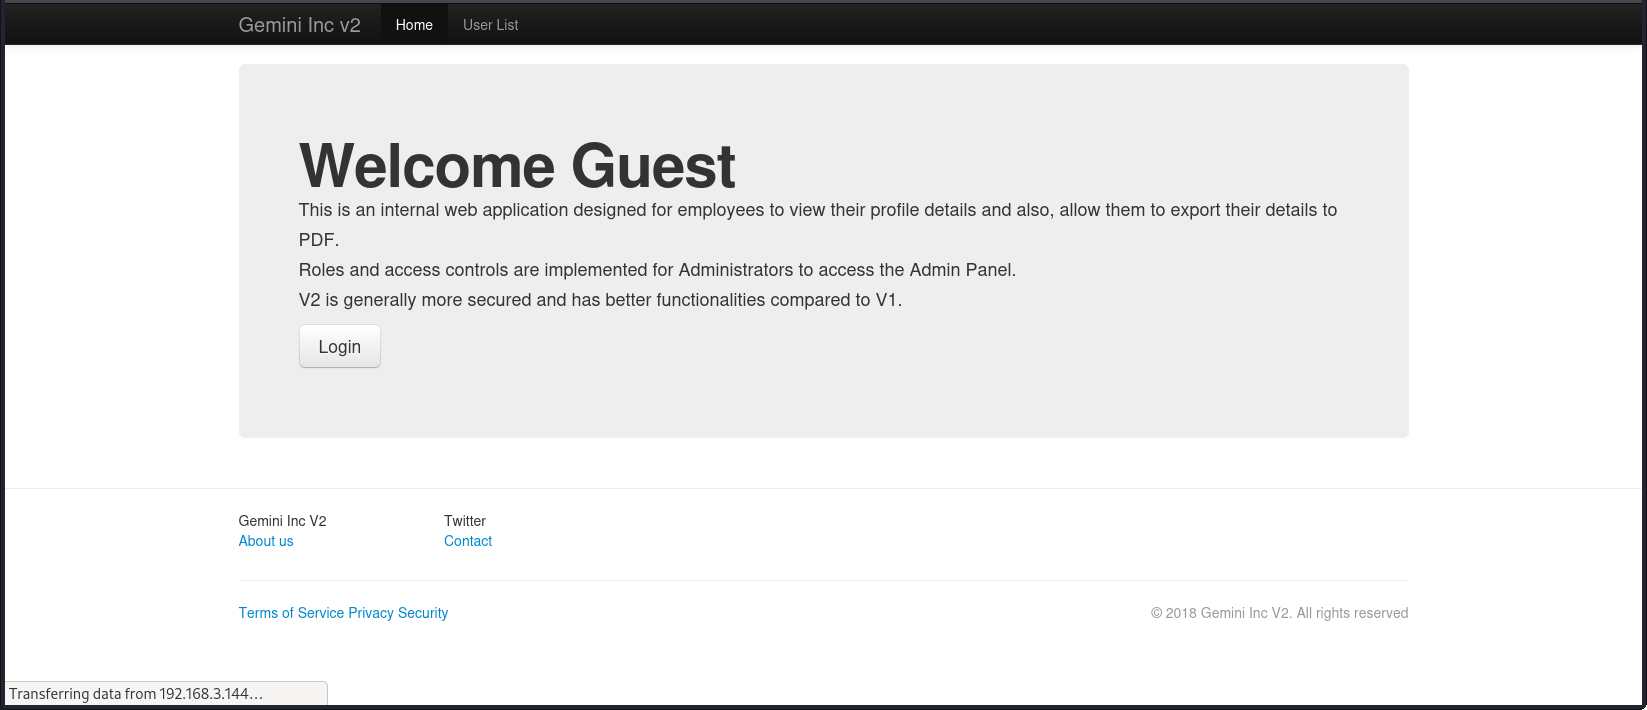 Gemini Inc v2 Home User List
Welcome Guest
This is an internal web application designed for employees to view their profile details and also, allow them to export their details to
PDF.
Roles and access controls are implemented for Administrators to access the Admin Panel.
V2 is generally more secured and has better functionalities compared to V1.
Login
Gemini Inc V2 Twitter
About us Contact
Terms of Service Privacy Security © 2018 Gemini Inc V2. All rights reserved
Transferring data from 192.168.3.144…